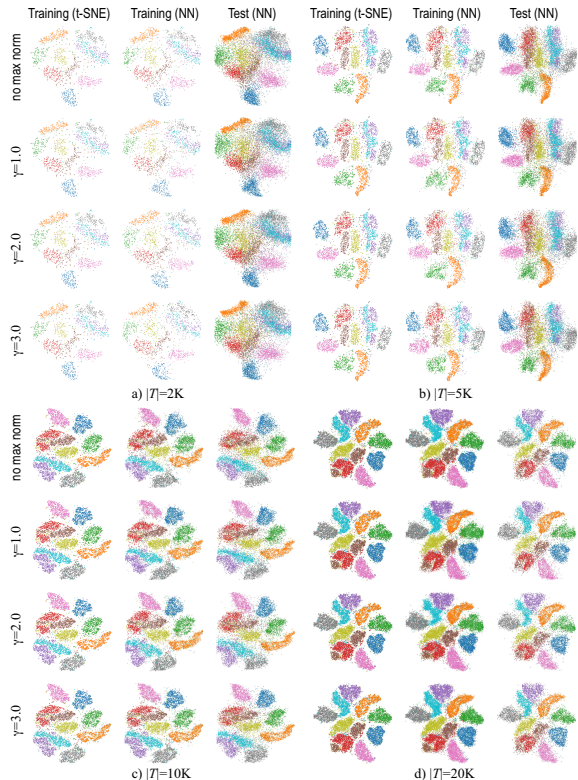 Training (t-SNE) Training (NN) Test (NN) Training (t-SNE) Training (NN) Test (NN)
no max norm
γ=1.0
γ=2.0
γ=3.0
a) |T|=2K b) |T|=5K
no max norm
γ=1.0
γ=2.0
γ=3.0
c) |T|=10K d) |T|=20K